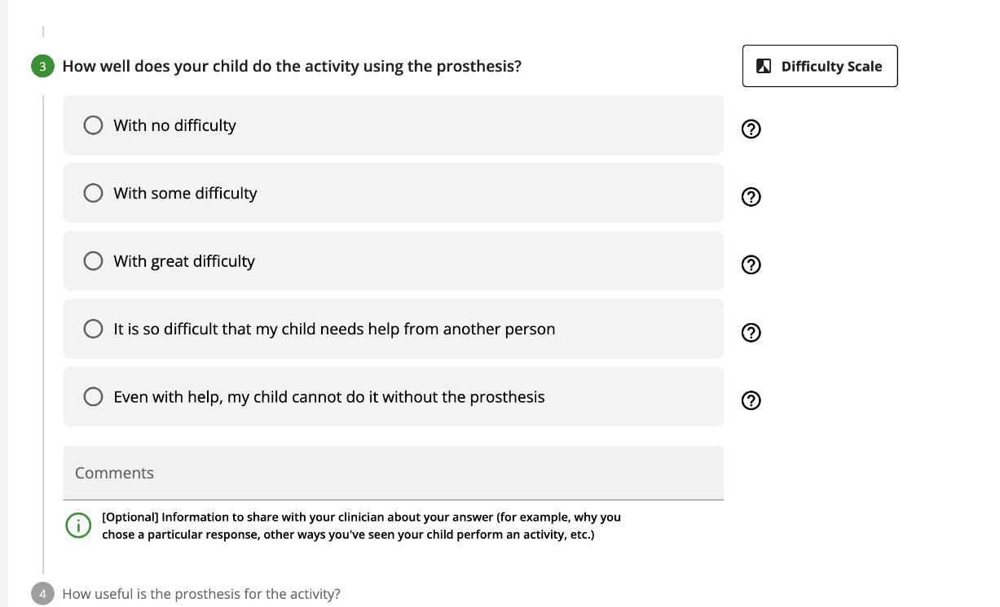 3 How well does your child do the activity using the prosthesis?
Difficulty Scale
With no difficulty
With some difficulty
With great difficulty
It is so difficult that my child needs help from another person
Even with help, my child cannot do it without the prosthesis
Comments
[Optional] Information to share with your clinician about your answer (for example, why you
chose a particular response, other ways you've seen your child perform an activity, etc.)
4 How useful is the prosthesis for the activity?